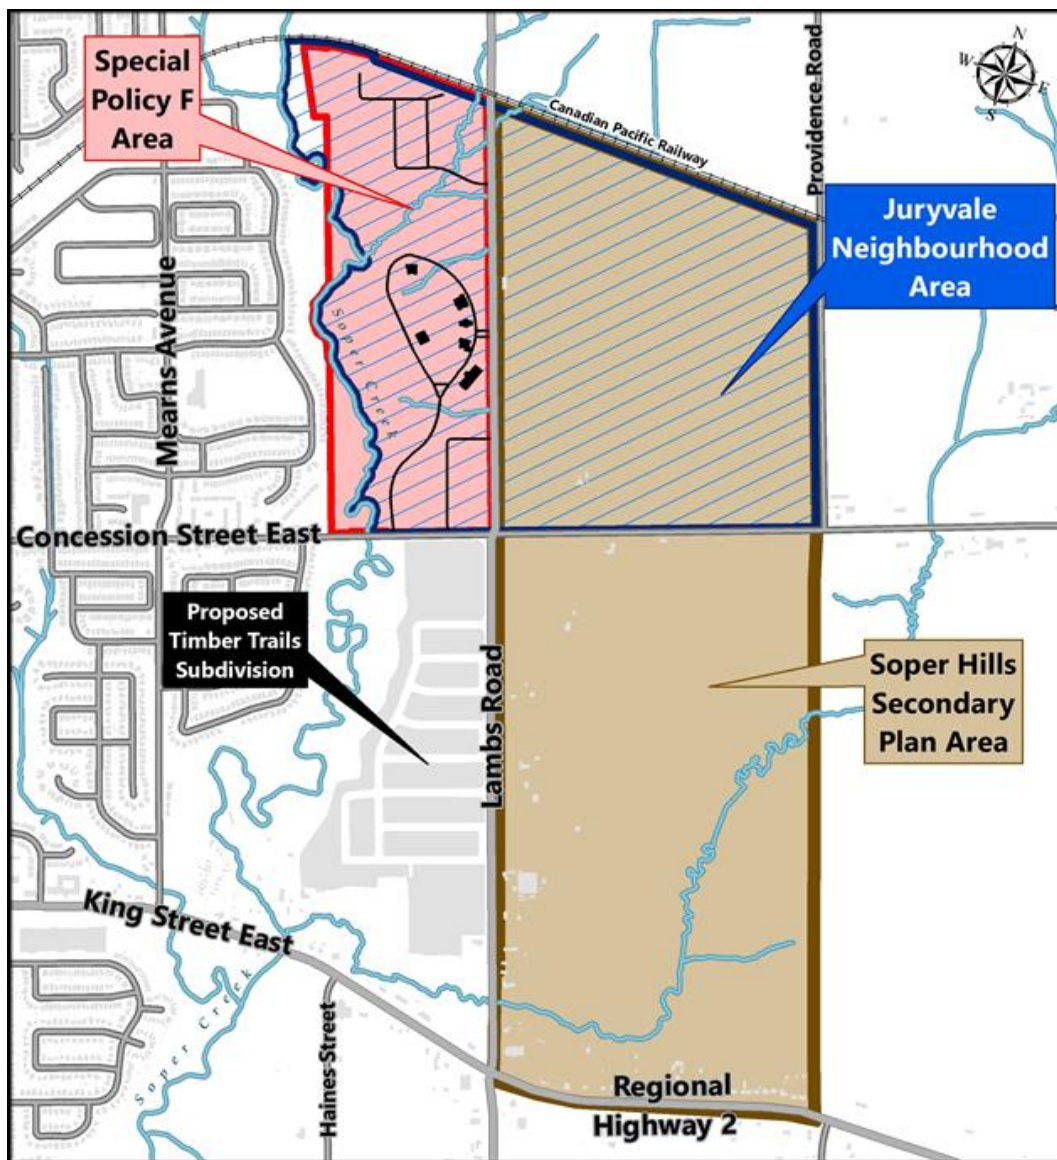 Special
Policy F
Area
Canadian Pacific Railway
Providence Road
N
W
E
S
Juryvale
Neighbourhood
Area
Mearns Avenue
Soper Creek
Concession Street East
Proposed
Timber Trails
Subdivision
Lambs Road
Soper Hills
Secondary
Plan Area
King Street East
Soper Creek
Haines Street
Regional
Highway 2